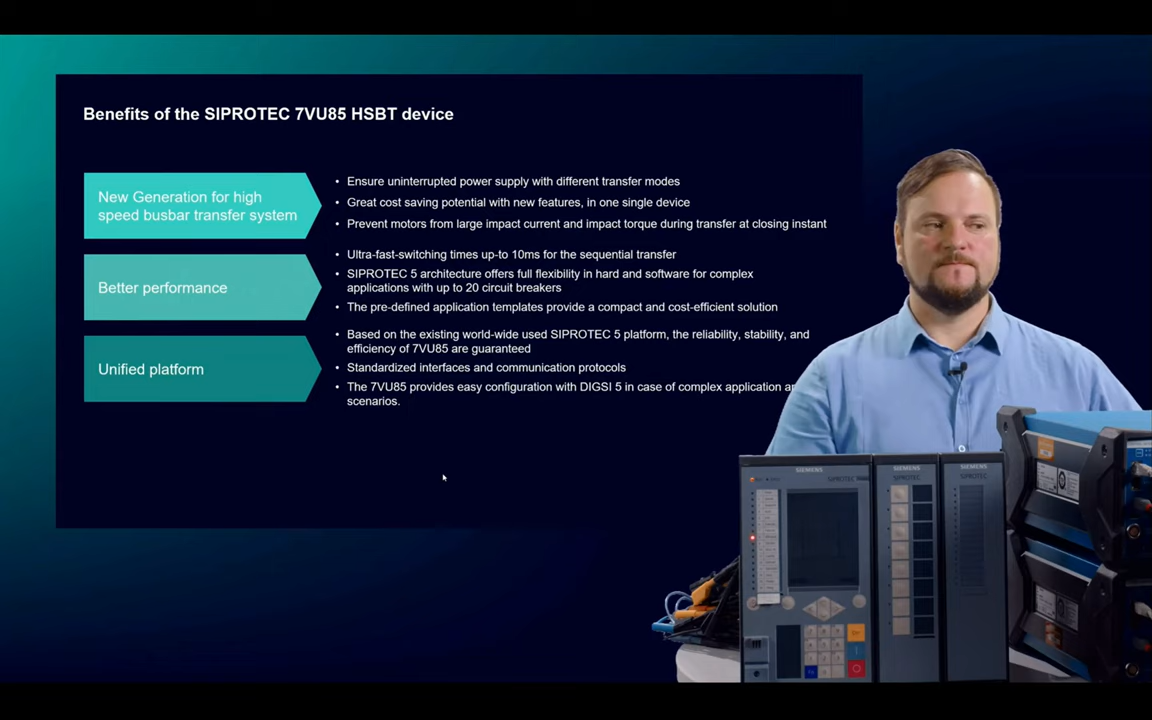 Benefits of the SIPROTEC 7VU85 HSBT device
New Generation for high
speed busbar transfer system
• Ensure uninterrupted power supply with different transfer modes
• Great cost saving potential with new features, in one single device
• Prevent motors from large impact current and impact torque during transfer at closing instant
Better performance
• Ultra-fast-switching times up-to 10ms for the sequential transfer
• SIPROTEC 5 architecture offers full flexibility in hard and software for complex
applications with up to 20 circuit breakers
• The pre-defined application templates provide a compact and cost-efficient solution
Unified platform
• Based on the existing world-wide used SIPROTEC 5 platform, the reliability, stability, and
efficiency of 7VU85 are guaranteed
• Standardized interfaces and communication protocols
• The 7VU85 provides easy configuration with DIGSI 5 in case of complex application
scenarios.
SIEMENS
SIPROTEC
SIEMENS
SIPROTEC
SIEMENS
SIPROTEC